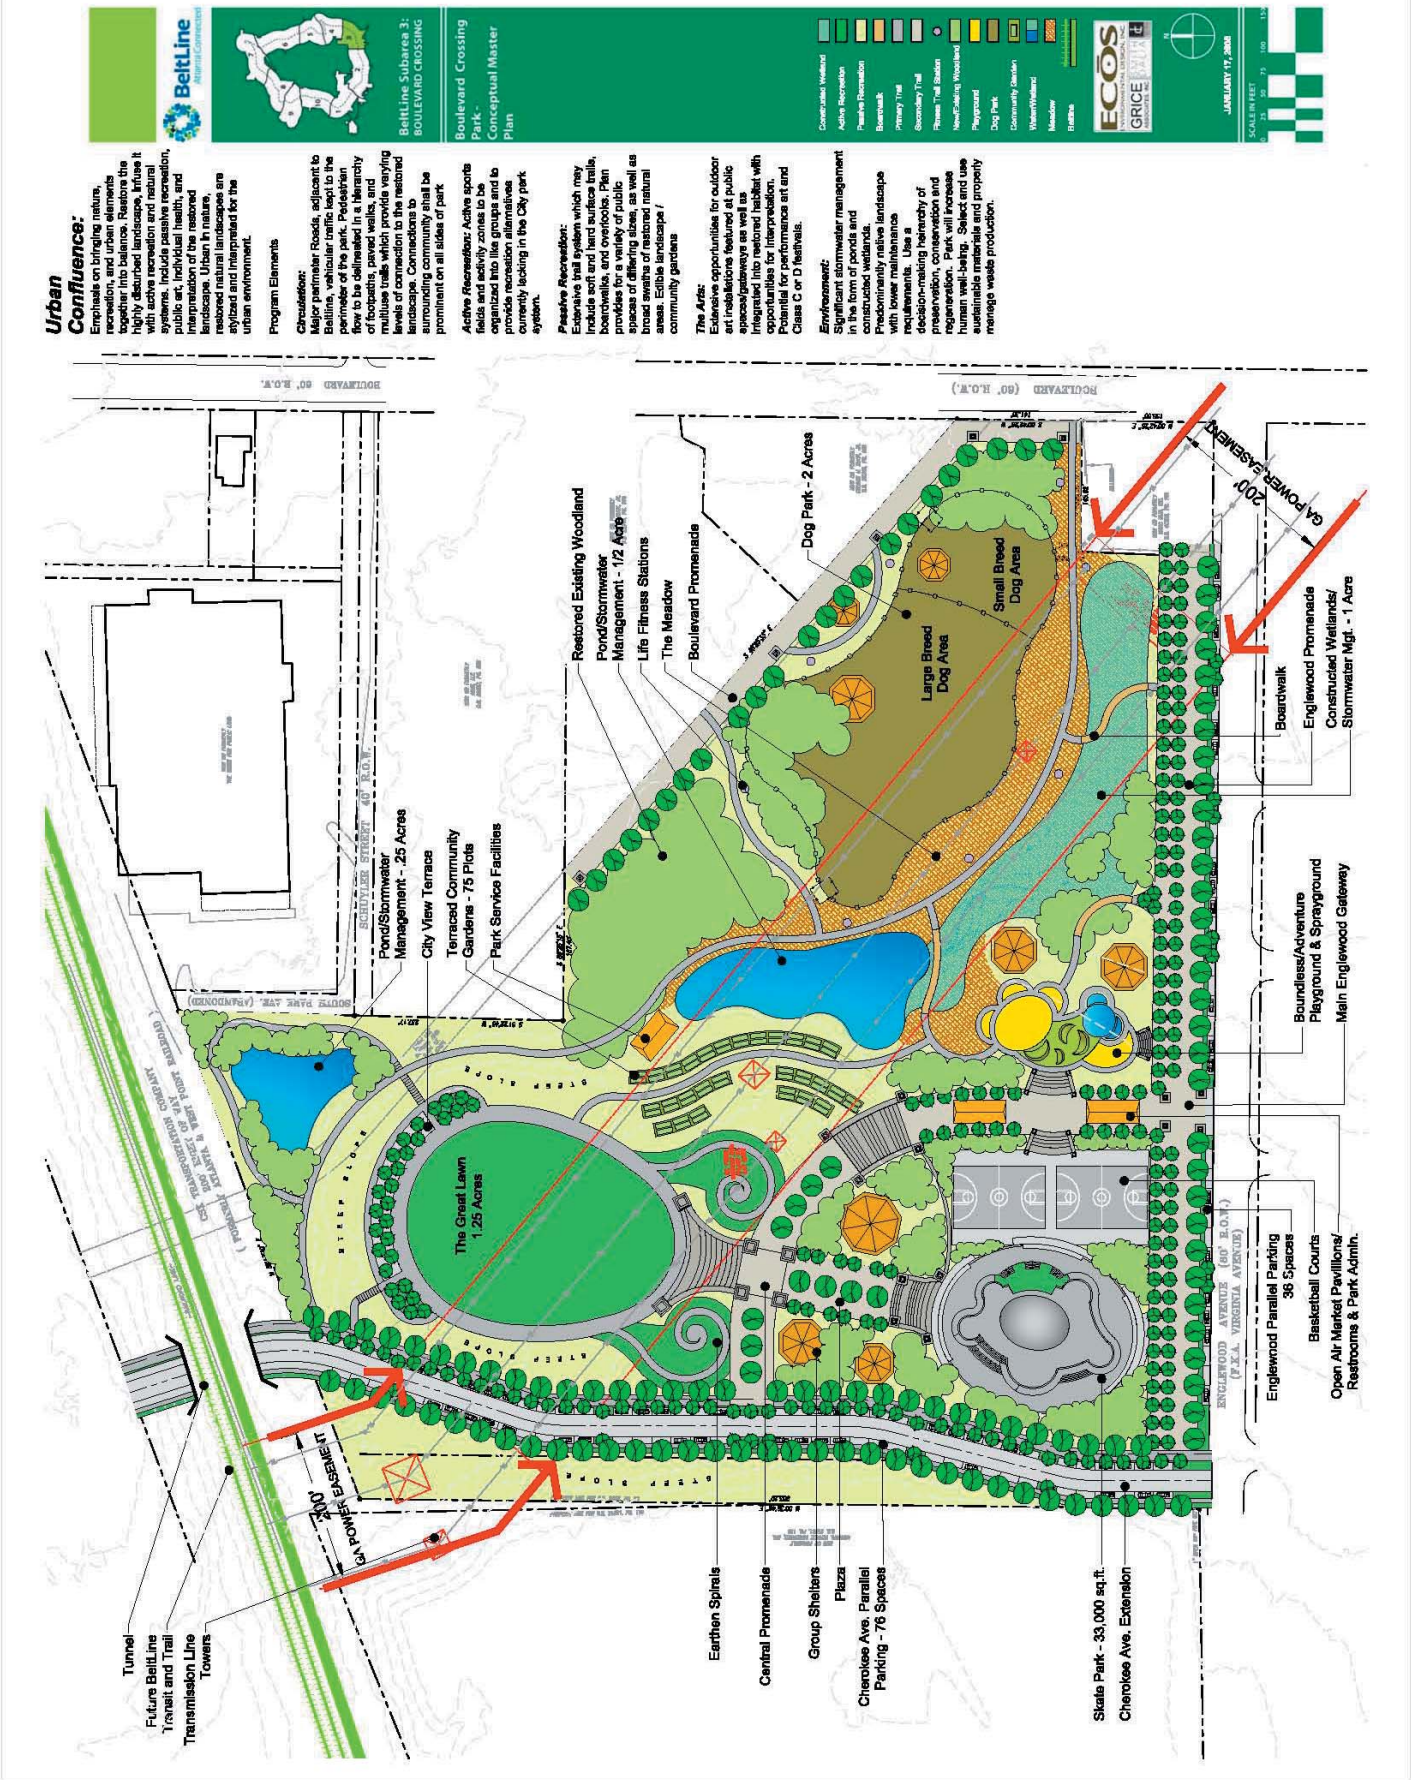 Urban
Confluence:
Emphasis on bringing nature,
recreation, and urban elements
together into balance. Restore the
highly disturbed landscape, infuse it
with active recreation and natural
systems. Include passive recreation,
public art, individual health, and
interpretation of the restored
landscape. Urban in nature,
restored natural landscapes are
stylized and interpreted for the
urban environment.
Program Elements
Circulation:
Major perimeter Roads, adjacent to
Beltline, vehicular traffic kept to the
perimeter of the park. Pedestrian
flow to be delineated in a hierarchy
of footpaths, paved walks, and
multiuse trails which provide varying
levels of connection to the restored
landscape. Connections to
surrounding community shall be
prominent on all sides of park
Active Recreation: Active sports
fields and activity zones to be
organized into like groups and to
provide recreation alternatives
currently lacking in the City park
system.
Passive Recreation:
Extensive trail system which may
include soft and hard surface trails,
boardwalks, and overlooks. Plan
provides for a variety of public
spaces of differing sizes, as well as
broad swaths of restored natural
areas. Edible landscape /
community gardens
The Arts:
Extensive opportunities for outdoor
art installations featured at public
spaces/gateways as well as
integrated into restored habitat with
opportunities for interpretation.
Potential for performance art and
Class C or D festivals.
Environment:
Significant stormwater management
in the form of ponds and
constructed wetlands.
Predominantly native landscape
with lower maintenance
requirements. Use a
decision-making heirarchy of
preservation, conservation and
regeneration. Park will increase
human well-being. Select and use
sustainable materials and properly
manage waste production.
BeltLine
Atlanta Connected
BeltLine Subarea 3:
BOULEVARD CROSSING
Boulevard Crossing
Park -
Conceptual Master
Plan
Constructed Wetland
Active Recreation
Passive Recreation
Boardwalk
Primary Trail
Secondary Trail
Fitness Trail Station
New/Existing Woodland
Playground
Dog Park
Community Garden
Water/Wetland
Meadow
Beltline
ECOS
ENVIRONMENTAL DESIGN, INC.
GRICE
N
JANUARY 17, 2008
SCALE IN FEET
0 25 50 75 100 150
BOULEVARD 60' R.O.W.
BOULEVARD (60' R.O.W.)
SCHUYLER STREET 40' R.O.W.
SOUTH PARK AVE. (ABANDONED)
Restored Existing Woodland
Pond/Stormwater
Management - 1/2 Acre
Life Fitness Stations
The Meadow
Boulevard Promenade
Dog Park - 2 Acres
Small Breed
Dog Area
Large Breed
Dog Area
GA POWER EASEMENT
200'
Pond/Stormwater
Management - .25 Acres
City View Terrace
Terraced Community
Gardens - 75 Plots
Park Service Facilities
Boardwalk
Englewood Promenade
Constructed Wetlands/
Stormwater Mgt. - 1 Acre
Boundless/Adventure
Playground & Sprayground
Main Englewood Gateway
STEEP SLOPE
STEEP SLOPE
STEEP SLOPE
STEEP SLOPE
The Great Lawn
1.25 Acres
ENGLEWOOD AVENUE (80' R.O.W.)
(F.K.A. VIRGINIA AVENUE)
Englewood Parallel Parking
36 Spaces
Basketball Courts
Open Air Market Pavilions/
Restrooms & Park Admin.
GA POWER EASEMENT
200'
Tunnel
Future BeltLine
Transit and Trail
Transmission Line
Towers
Earthen Spirals
Central Promenade
Group Shelters
Plaza
Cherokee Ave. Parallel
Parking - 76 Spaces
Skate Park - 33,000 sq.ft.
Cherokee Ave. Extension